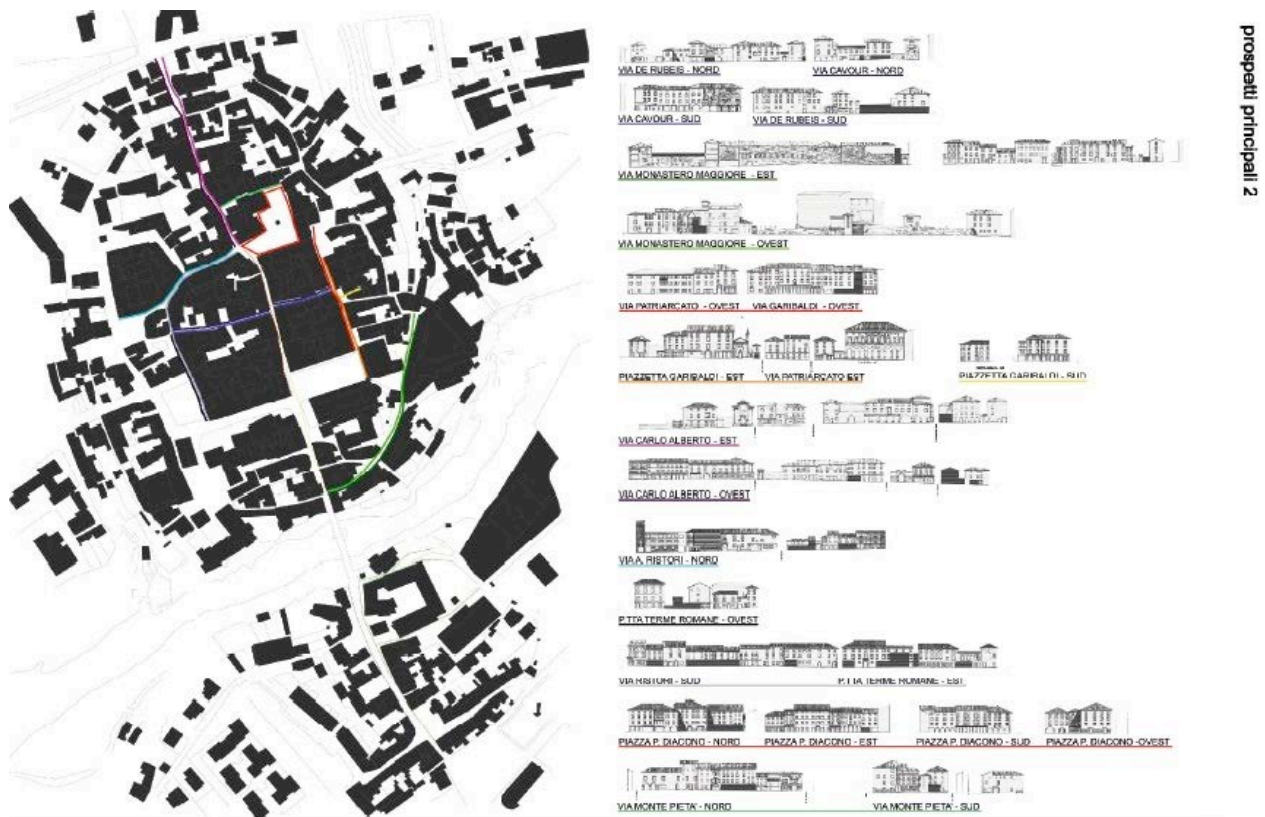 prospetti principali 2
VIA DE RUBEIS - NORD VIA CAVOUR - NORD
VIA CAVOUR - SUD VIA DE RUBEIS - SUD
VIA MONASTERO MAGGIORE - EST
VIA MONASTERO MAGGIORE - OVEST
VIA PATRIARCATO - OVEST VIA GARIBALDI - OVEST
PIAZZETTA GARIBALDI - EST VIA PATRIARCATO EST PIAZZETTA GARIBALDI - SUD
VIA CARLO ALBERTO - EST
VIA CARLO ALBERTO - OVEST
VIA A. RISTORI - NORD
P.TTA TERME ROMANE - OVEST
VIA RISTORI - SUD P.TTA TERME ROMANE - EST
PIAZZA P. DIACONO - NORD PIAZZA P. DIACONO - EST PIAZZA P. DIACONO - SUD PIAZZA P. DIACONO -OVEST
VIA MONTE PIETA' - NORD VIA MONTE PIETA' - SUD